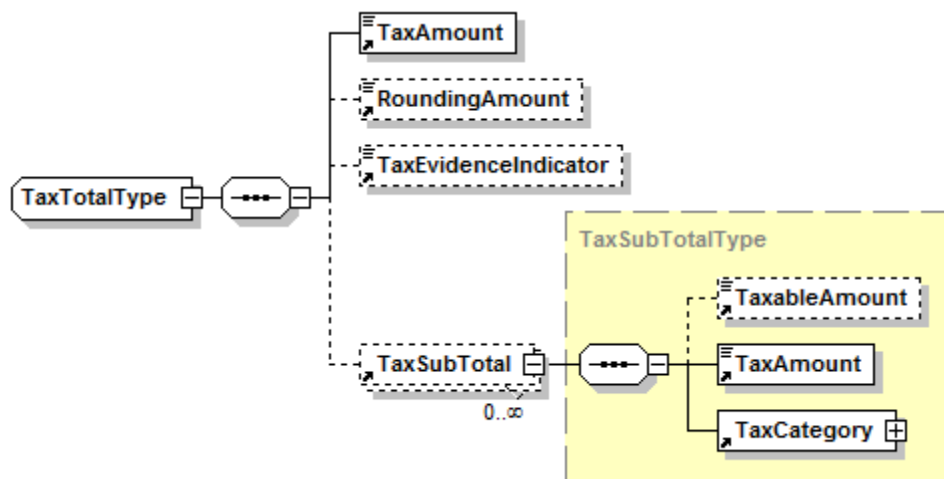 TaxAmount
RoundingAmount
TaxEvidenceIndicator
TaxTotalType
TaxSubTotalType
TaxableAmount
TaxSubTotal
0..∞
TaxAmount
TaxCategory